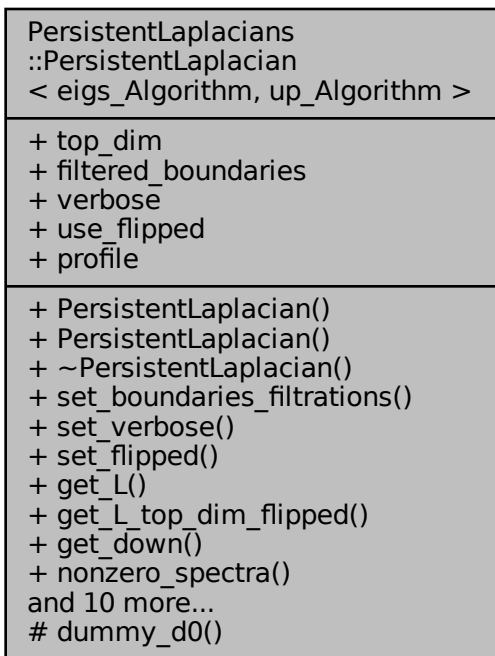 PersistentLaplacians
::PersistentLaplacian
< eigs_Algorithm, up_Algorithm >
+ top_dim
+ filtered_boundaries
+ verbose
+ use_flipped
+ profile
+ PersistentLaplacian()
+ PersistentLaplacian()
+ ~PersistentLaplacian()
+ set_boundaries_filtrations()
+ set_verbose()
+ set_flipped()
+ get_L()
+ get_L_top_dim_flipped()
+ get_down()
+ nonzero_spectra()
and 10 more...
# dummy_d0()